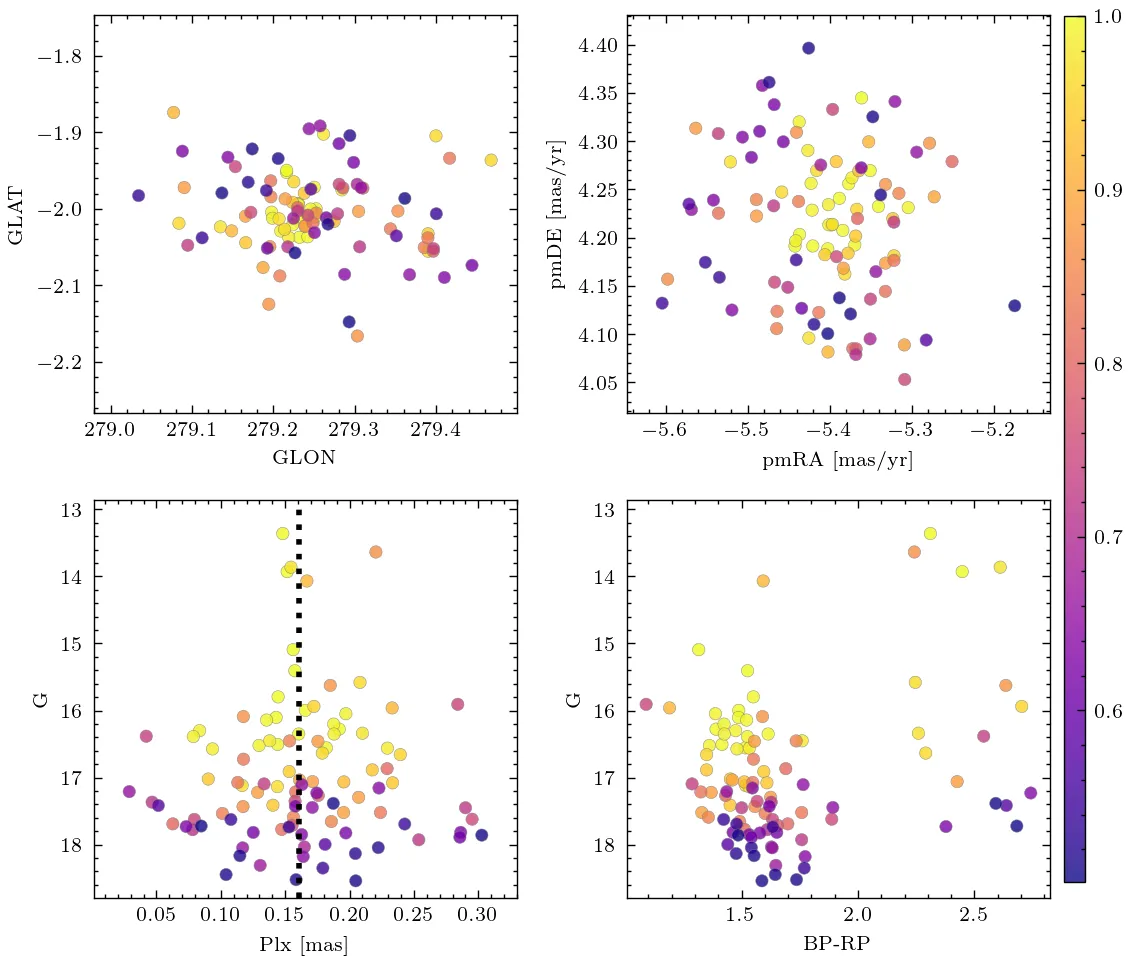 −1.8
−1.9
−2.0
−2.1
−2.2
GLAT
279.0 279.1 279.2 279.3 279.4
GLON
4.40
4.35
4.30
4.25
4.20
4.15
4.10
4.05
pmDE [mas/yr]
−5.6 −5.5 −5.4 −5.3 −5.2
pmRA [mas/yr]
1.0
0.9
0.8
0.7
0.6
13
14
15
16
17
18
G
0.05 0.10 0.15 0.20 0.25 0.30
Plx [mas]
13
14
15
16
17
18
G
1.5 2.0 2.5
BP-RP